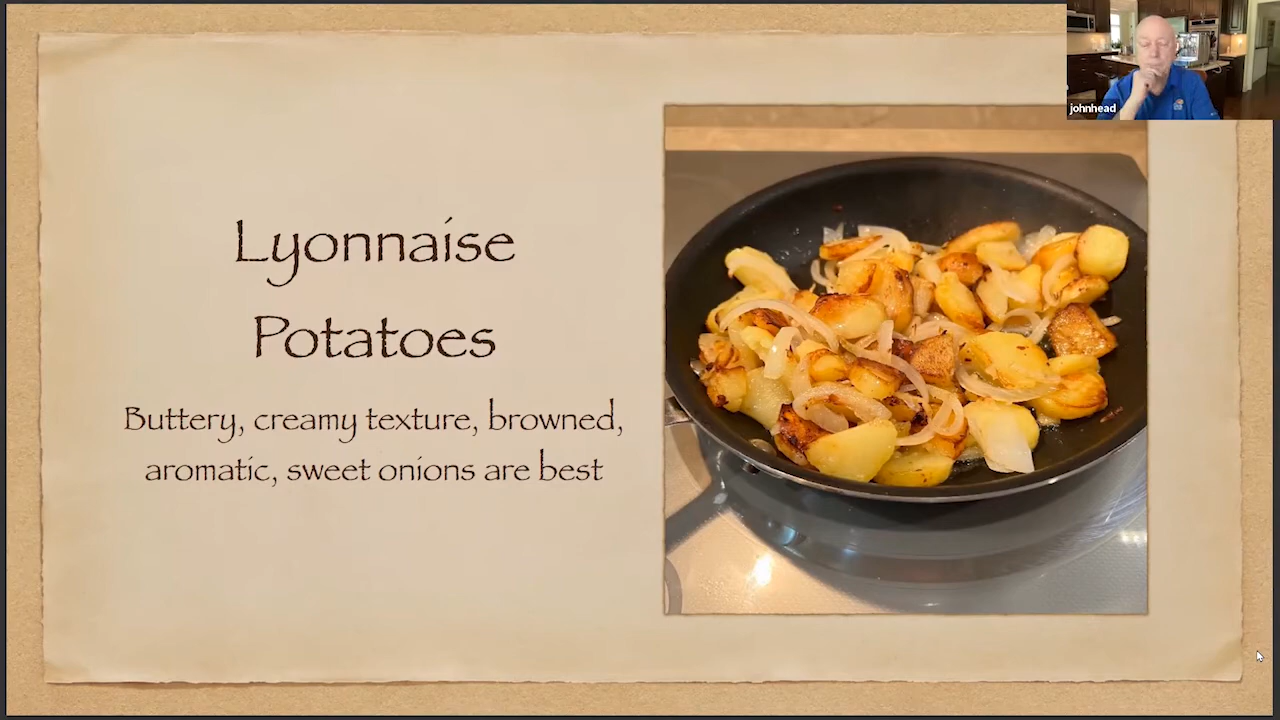 johnhead
Lyonnaise
Potatoes
Buttery, creamy texture, browned,
aromatic, sweet onions are best